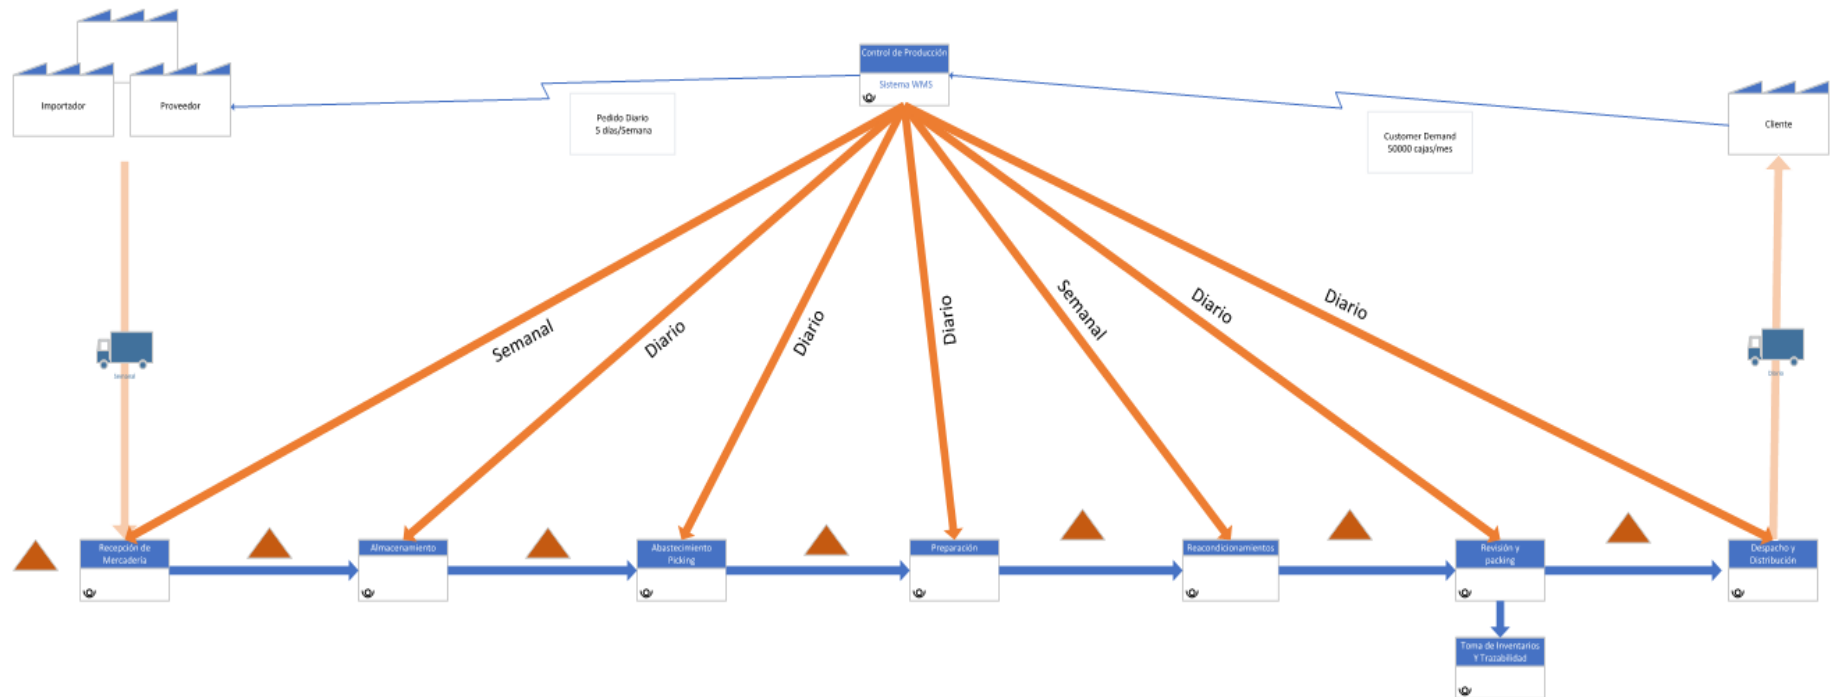 Control de Producción
Sistema WMS
Importador
Proveedor
Pedido Diario
5 días/Semana
Customer Demand
50000 cajas/mes
Cliente
Semanal
Diario
Diario
Diario
Semanal
Diario
Diario
Semanal
Diario
Recepción de
Mercadería
Almacenamiento
Abastecimiento
Picking
Preparación
Reacondicionamientos
Revisión y
packing
Despacho y
Distribución
Toma de Inventarios
Y Trazabilidad